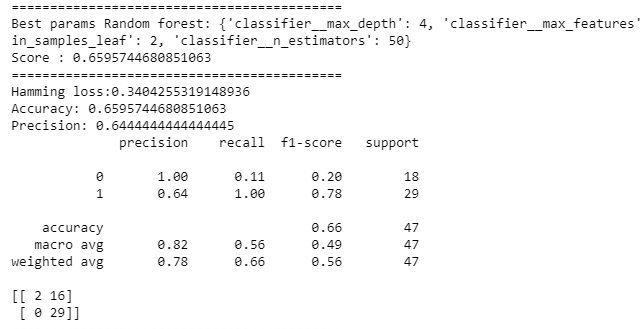 ===========================================
Best params Random forest: {'classifier__max_depth': 4, 'classifier__max_features'
in_samples_leaf': 2, 'classifier__n_estimators': 50}
Score : 0.6595744680851063
===========================================
Hamming loss:0.3404255319148936
Accuracy: 0.6595744680851063
Precision: 0.6444444444444445
precision recall f1-score support
0 1.00 0.11 0.20 18
1 0.64 1.00 0.78 29
accuracy 0.66 47
macro avg 0.82 0.56 0.49 47
weighted avg 0.78 0.66 0.56 47
[[ 2 16]
[ 0 29]]